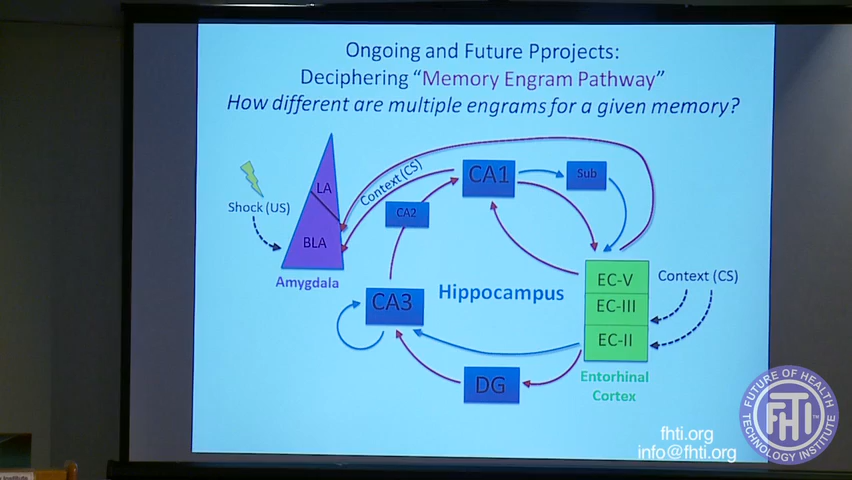 Ongoing and Future Pprojects:
Deciphering “Memory Engram Pathway”
How different are multiple engrams for a given memory?
Shock (US)
LA
BLA
Amygdala
Context (CS)
CA1
Sub
CA2
CA3
Hippocampus
EC-V
EC-III
EC-II
Context (CS)
Entorhinal
Cortex
DG
FUTURE OF HEALTH
FHTI
TM
TECHNOLOGY INSTITUTE
fhti.org
info@fhti.org